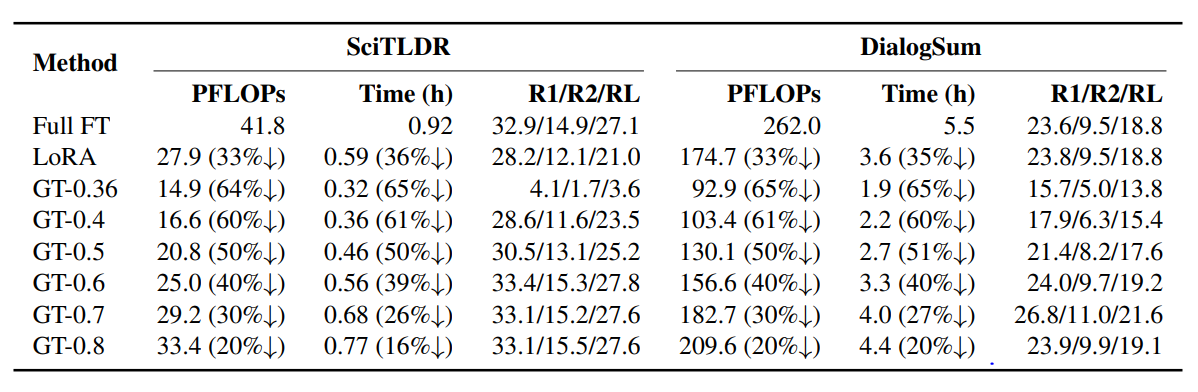 SciTLDR DialogSum
Method
PFLOPs Time (h) R1/R2/RL PFLOPs Time (h) R1/R2/RL
Full FT 41.8 0.92 32.9/14.9/27.1 262.0 5.5 23.6/9.5/18.8
LoRA 27.9 (33%↓) 0.59 (36%↓) 28.2/12.1/21.0 174.7 (33%↓) 3.6 (35%↓) 23.8/9.5/18.8
GT-0.36 14.9 (64%↓) 0.32 (65%↓) 4.1/1.7/3.6 92.9 (65%↓) 1.9 (65%↓) 15.7/5.0/13.8
GT-0.4 16.6 (60%↓) 0.36 (61%↓) 28.6/11.6/23.5 103.4 (61%↓) 2.2 (60%↓) 17.9/6.3/15.4
GT-0.5 20.8 (50%↓) 0.46 (50%↓) 30.5/13.1/25.2 130.1 (50%↓) 2.7 (51%↓) 21.4/8.2/17.6
GT-0.6 25.0 (40%↓) 0.56 (39%↓) 33.4/15.3/27.8 156.6 (40%↓) 3.3 (40%↓) 24.0/9.7/19.2
GT-0.7 29.2 (30%↓) 0.68 (26%↓) 33.1/15.2/27.6 182.7 (30%↓) 4.0 (27%↓) 26.8/11.0/21.6
GT-0.8 33.4 (20%↓) 0.77 (16%↓) 33.1/15.5/27.6 209.6 (20%↓) 4.4 (20%↓) 23.9/9.9/19.1